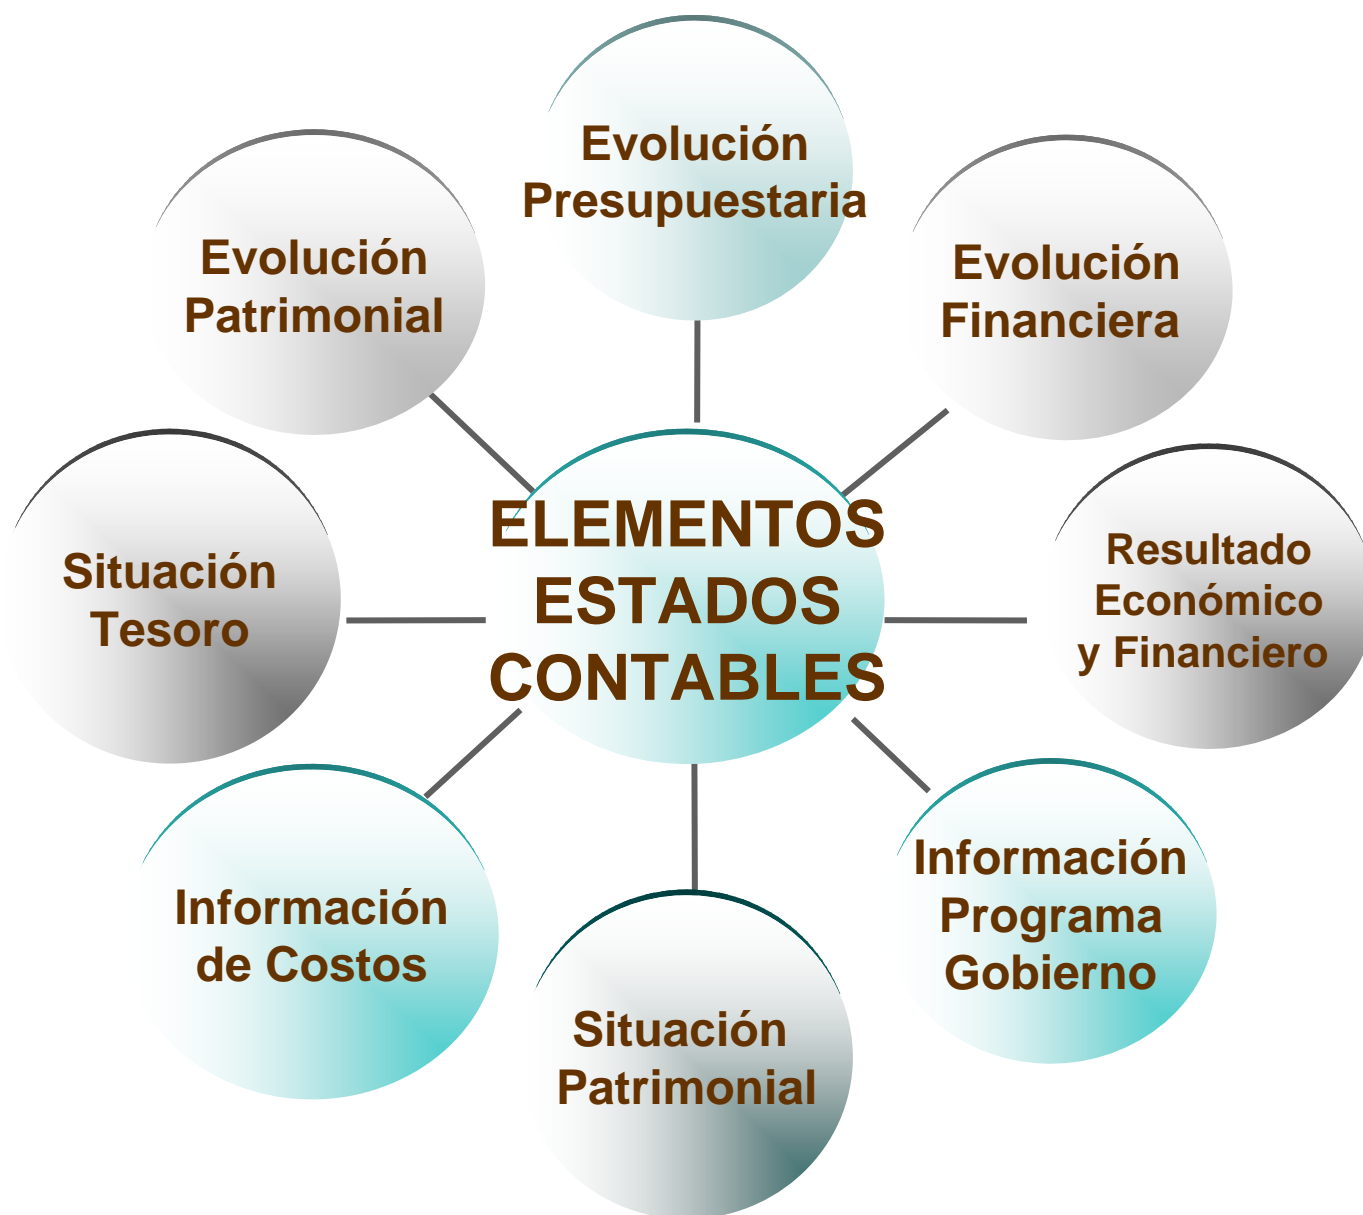 Evolución
Presupuestaria
Evolución
Patrimonial
Evolución
Financiera
Situación
Tesoro
ELEMENTOS
ESTADOS
CONTABLES
Resultado
Económico
y Financiero
Información
de Costos
Información
Programa
Gobierno
Situación
Patrimonial